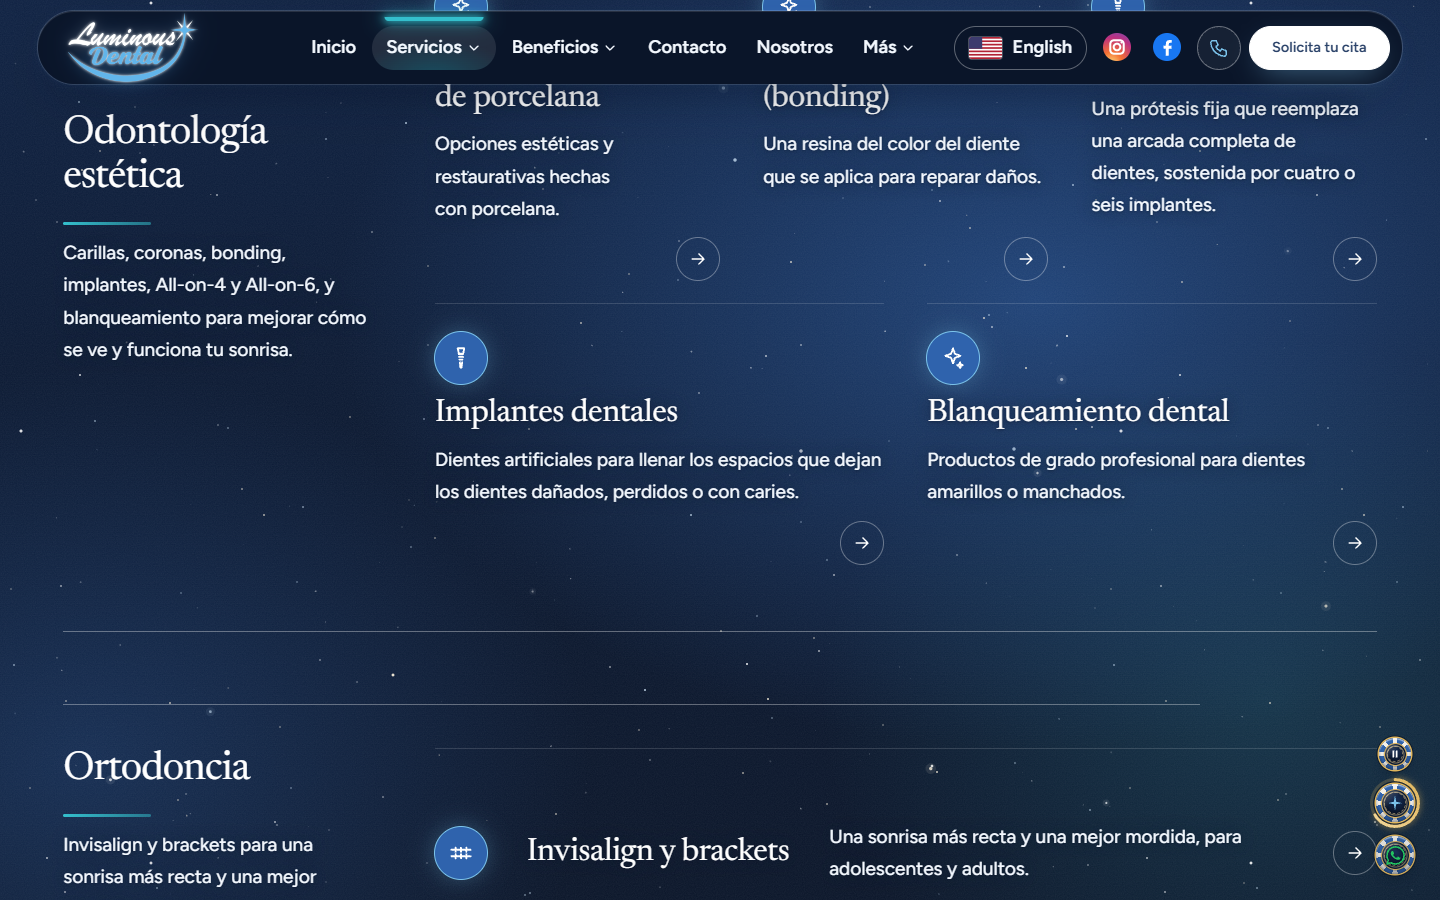 Luminous
Dental
Inicio
Servicios
Beneficios
Contacto
Nosotros
Más
English
Solicita tu cita
Odontología
estética
Carillas, coronas, bonding,
implantes, All-on-4 y All-on-6, y
blanqueamiento para mejorar cómo
se ve y funciona tu sonrisa.
de porcelana
Opciones estéticas y
restaurativas hechas
con porcelana.
(bonding)
Una resina del color del diente
que se aplica para reparar daños.
Una prótesis fija que reemplaza
una arcada completa de
dientes, sostenida por cuatro o
seis implantes.
Implantes dentales
Dientes artificiales para llenar los espacios que dejan
los dientes dañados, perdidos o con caries.
Blanqueamiento dental
Productos de grado profesional para dientes
amarillos o manchados.
Ortodoncia
Invisalign y brackets para una
sonrisa más recta y una mejor
Invisalign y brackets
Una sonrisa más recta y una mejor mordida, para
adolescentes y adultos.